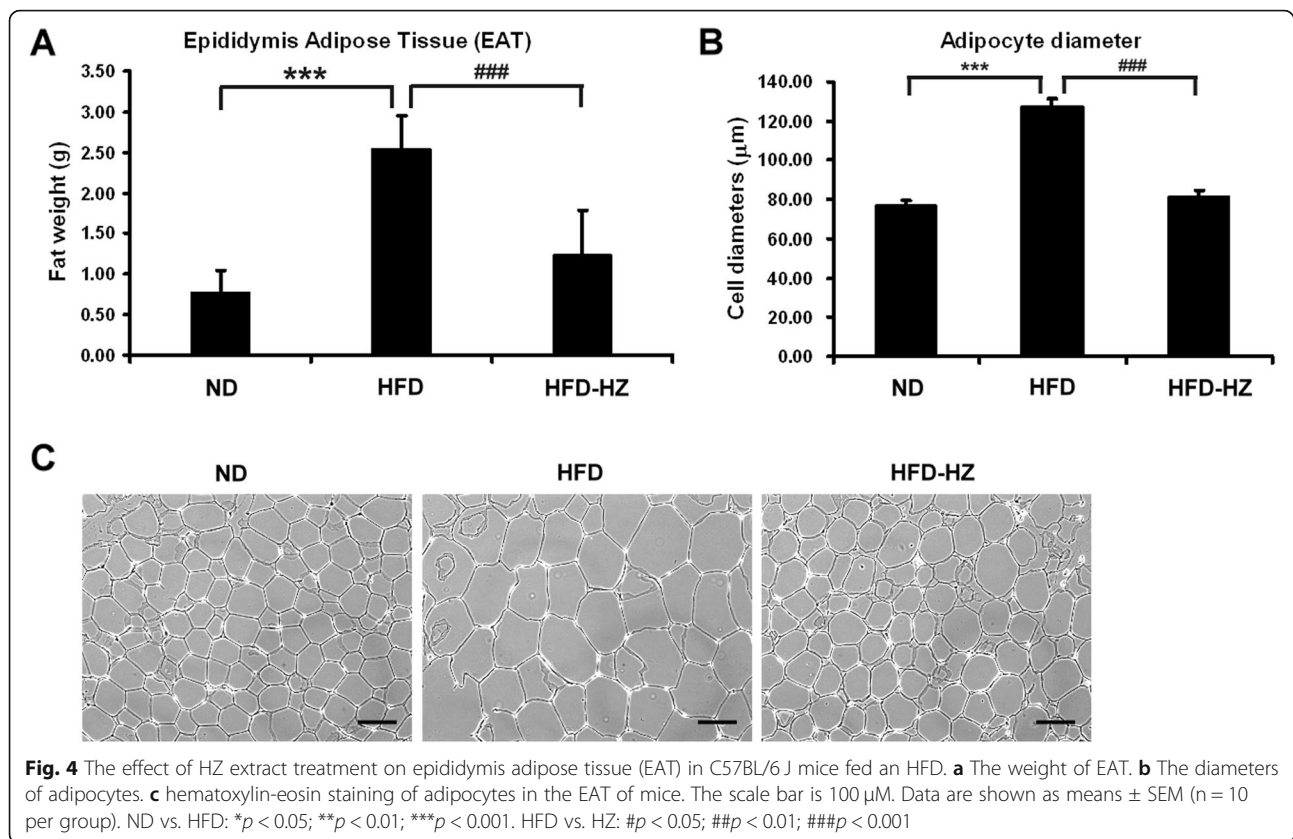 A
Epididymis Adipose Tissue (EAT)
Fat weight (g)
3.50
3.00
2.50
2.00
1.50
1.00
0.50
0.00
***
###
ND
HFD
HFD-HZ
B
Adipocyte diameter
Cell diameters (μm)
140.00
120.00
100.00
80.00
60.00
40.00
20.00
0.00
***
###
ND
HFD
HFD-HZ
C
ND
HFD
HFD-HZ
Fig. 4 The effect of HZ extract treatment on epididymis adipose tissue (EAT) in C57BL/6 J mice fed an HFD. a The weight of EAT. b The diameters
of adipocytes. c hematoxylin-eosin staining of adipocytes in the EAT of mice. The scale bar is 100 μM. Data are shown as means ± SEM (n = 10
per group). ND vs. HFD: *p < 0.05; **p < 0.01; ***p < 0.001. HFD vs. HZ: #p < 0.05; ##p < 0.01; ###p < 0.001